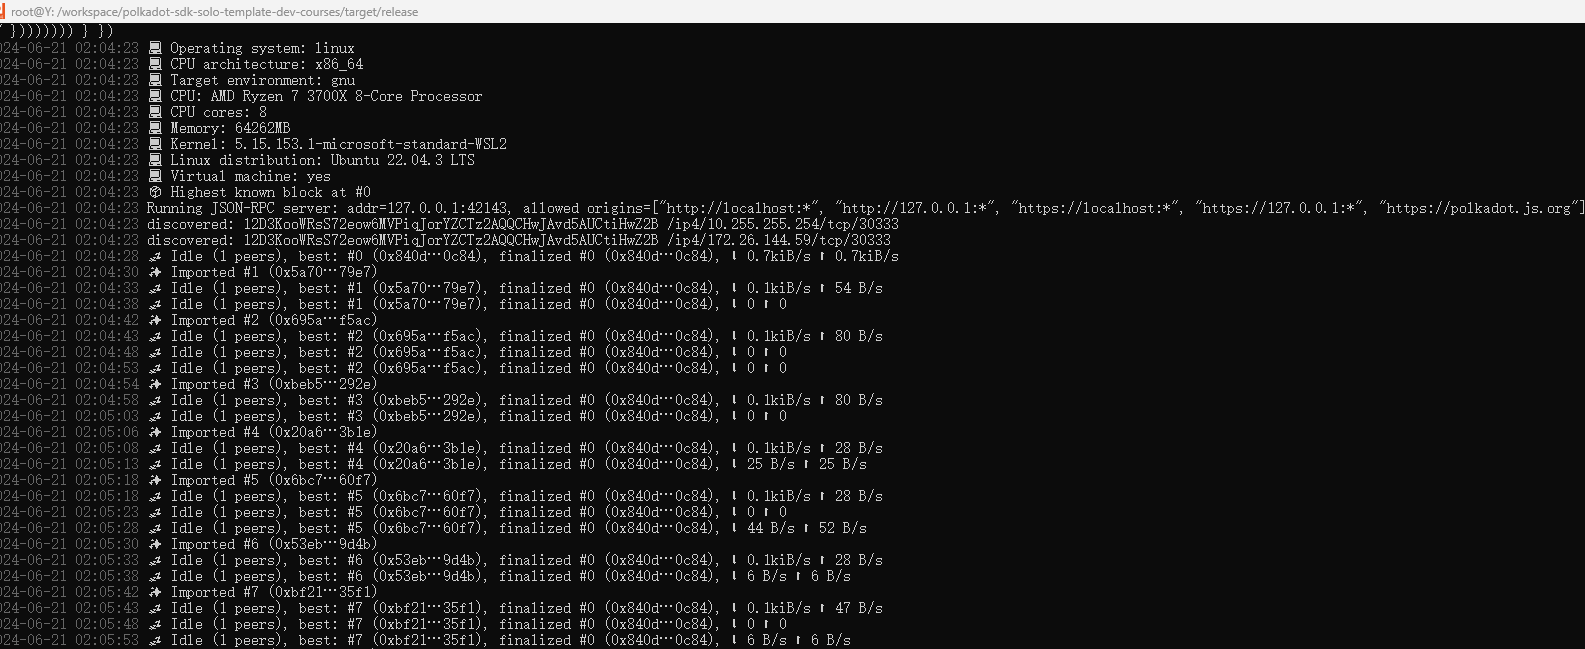 root@Y: /workspace/polkadot-sdk-solo-template-dev-courses/target/release
})))))))) } })
024-06-21 02:04:23 💻 Operating system: linux
024-06-21 02:04:23 💻 CPU architecture: x86_64
024-06-21 02:04:23 💻 Target environment: gnu
024-06-21 02:04:23 💻 CPU: AMD Ryzen 7 3700X 8-Core Processor
024-06-21 02:04:23 💻 CPU cores: 8
024-06-21 02:04:23 💻 Memory: 64262MB
024-06-21 02:04:23 💻 Kernel: 5.15.153.1-microsoft-standard-WSL2
024-06-21 02:04:23 💻 Linux distribution: Ubuntu 22.04.3 LTS
024-06-21 02:04:23 💻 Virtual machine: yes
024-06-21 02:04:23 📦 Highest known block at #0
024-06-21 02:04:23 Running JSON-RPC server: addr=127.0.0.1:42143, allowed origins=["http://localhost:*", "http://127.0.0.1:*", "https://localhost:*", "https://127.0.0.1:*", "https://polkadot.js.org"]
024-06-21 02:04:23 discovered: 12D3KooWRsS72eow6MVPiqJorYZCTz2AQQCHwJAvd5AUCtiHwZ2B /ip4/10.255.255.254/tcp/30333
024-06-21 02:04:23 discovered: 12D3KooWRsS72eow6MVPiqJorYZCTz2AQQCHwJAvd5AUCtiHwZ2B /ip4/172.26.144.59/tcp/30333
024-06-21 02:04:28 💤 Idle (1 peers), best: #0 (0x840d…0c84), finalized #0 (0x840d…0c84), ⬇ 0.7kiB/s ⬆ 0.7kiB/s
024-06-21 02:04:30 ✨ Imported #1 (0x5a70…79e7)
024-06-21 02:04:33 💤 Idle (1 peers), best: #1 (0x5a70…79e7), finalized #0 (0x840d…0c84), ⬇ 0.1kiB/s ⬆ 54 B/s
024-06-21 02:04:38 💤 Idle (1 peers), best: #1 (0x5a70…79e7), finalized #0 (0x840d…0c84), ⬇ 0 ⬆ 0
024-06-21 02:04:42 ✨ Imported #2 (0x695a…f5ac)
024-06-21 02:04:43 💤 Idle (1 peers), best: #2 (0x695a…f5ac), finalized #0 (0x840d…0c84), ⬇ 0.1kiB/s ⬆ 80 B/s
024-06-21 02:04:48 💤 Idle (1 peers), best: #2 (0x695a…f5ac), finalized #0 (0x840d…0c84), ⬇ 0 ⬆ 0
024-06-21 02:04:53 💤 Idle (1 peers), best: #2 (0x695a…f5ac), finalized #0 (0x840d…0c84), ⬇ 0 ⬆ 0
024-06-21 02:04:54 ✨ Imported #3 (0xbeb5…292e)
024-06-21 02:04:58 💤 Idle (1 peers), best: #3 (0xbeb5…292e), finalized #0 (0x840d…0c84), ⬇ 0.1kiB/s ⬆ 80 B/s
024-06-21 02:05:03 💤 Idle (1 peers), best: #3 (0xbeb5…292e), finalized #0 (0x840d…0c84), ⬇ 0 ⬆ 0
024-06-21 02:05:06 ✨ Imported #4 (0x20a6…3b1e)
024-06-21 02:05:08 💤 Idle (1 peers), best: #4 (0x20a6…3b1e), finalized #0 (0x840d…0c84), ⬇ 0.1kiB/s ⬆ 28 B/s
024-06-21 02:05:13 💤 Idle (1 peers), best: #4 (0x20a6…3b1e), finalized #0 (0x840d…0c84), ⬇ 25 B/s ⬆ 25 B/s
024-06-21 02:05:18 ✨ Imported #5 (0x6bc7…60f7)
024-06-21 02:05:18 💤 Idle (1 peers), best: #5 (0x6bc7…60f7), finalized #0 (0x840d…0c84), ⬇ 0.1kiB/s ⬆ 28 B/s
024-06-21 02:05:23 💤 Idle (1 peers), best: #5 (0x6bc7…60f7), finalized #0 (0x840d…0c84), ⬇ 0 ⬆ 0
024-06-21 02:05:28 💤 Idle (1 peers), best: #5 (0x6bc7…60f7), finalized #0 (0x840d…0c84), ⬇ 44 B/s ⬆ 52 B/s
024-06-21 02:05:30 ✨ Imported #6 (0x53eb…9d4b)
024-06-21 02:05:33 💤 Idle (1 peers), best: #6 (0x53eb…9d4b), finalized #0 (0x840d…0c84), ⬇ 0.1kiB/s ⬆ 28 B/s
024-06-21 02:05:38 💤 Idle (1 peers), best: #6 (0x53eb…9d4b), finalized #0 (0x840d…0c84), ⬇ 6 B/s ⬆ 6 B/s
024-06-21 02:05:42 ✨ Imported #7 (0xbf21…35f1)
024-06-21 02:05:43 💤 Idle (1 peers), best: #7 (0xbf21…35f1), finalized #0 (0x840d…0c84), ⬇ 0.1kiB/s ⬆ 47 B/s
024-06-21 02:05:48 💤 Idle (1 peers), best: #7 (0xbf21…35f1), finalized #0 (0x840d…0c84), ⬇ 0 ⬆ 0
024-06-21 02:05:53 💤 Idle (1 peers), best: #7 (0xbf21…35f1), finalized #0 (0x840d…0c84), ⬇ 6 B/s ⬆ 6 B/s